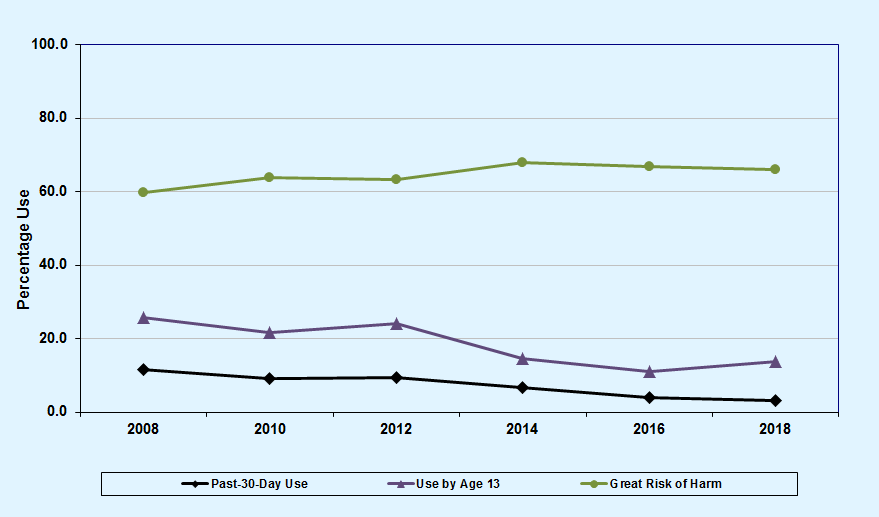 100.0
80.0
60.0
40.0
20.0
0.0
Percentage Use
2008 2010 2012 2014 2016 2018
Past-30-Day Use Use by Age 13 Great Risk of Harm